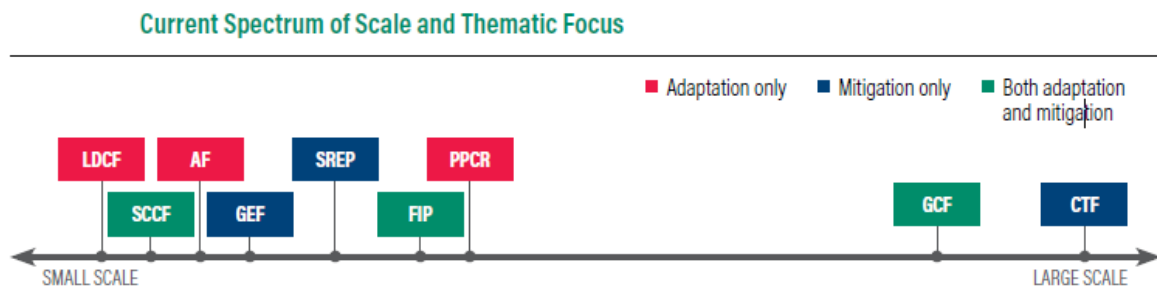 Current Spectrum of Scale and Thematic Focus
Adaptation only
Mitigation only
Both adaptation
and mitigation
LDCF
AF
SREP
PPCR
SCCF
GEF
FIP
GCF
CTF
SMALL SCALE
LARGE SCALE